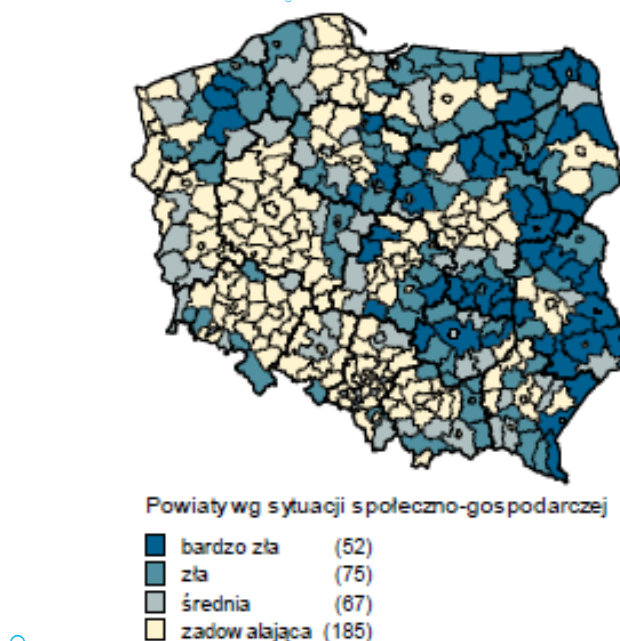 Powiaty wg sytuacji społeczno-gospodarczej
bardzo zła (52)
zła (75)
średnia (67)
zadowalająca (185)